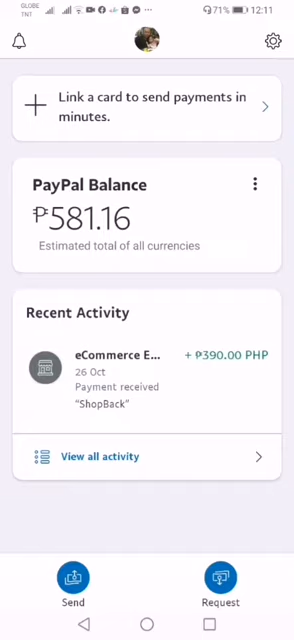 GLOBE
TNT
71%
12:11
Link a card to send payments in
minutes.
PayPal Balance
₱581.16
Estimated total of all currencies
Recent Activity
eCommerce E... + ₱390.00 PHP
26 Oct
Payment received
“ShopBack”
View all activity
Send
Request